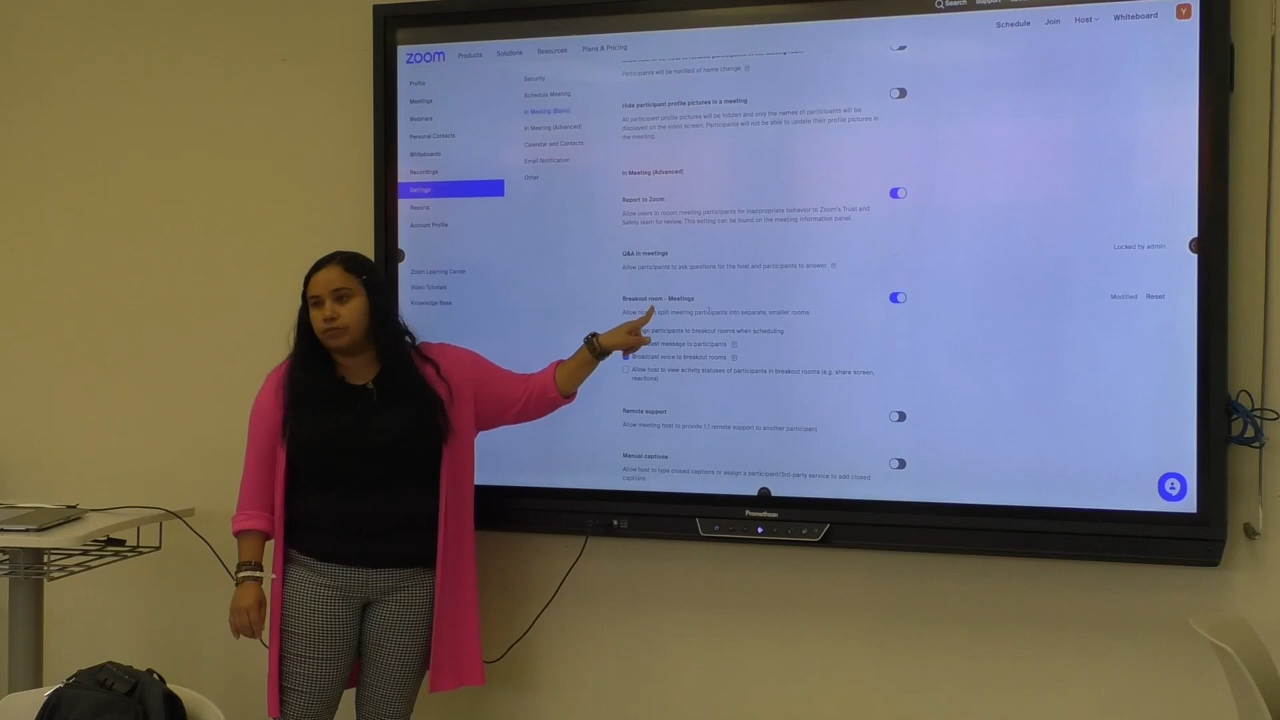 Search
Support
Schedule
Join
Host
Whiteboard
Y
zoom
Products
Solutions
Resources
Plans & Pricing
Profile
Meetings
Webinars
Personal Contacts
Whiteboards
Recordings
Settings
Reports
Account Profile
Zoom Learning Center
Video Tutorials
Knowledge Base
Security
Schedule Meeting
In Meeting (Basic)
In Meeting (Advanced)
Calendar and Contacts
Email Notification
Other
Participants will be notified of name change
Hide participant profile pictures in a meeting
All participant profile pictures will be hidden and only the names of participants will be
displayed on the video screen. Participants will not be able to update their profile pictures in
the meeting.
In Meeting (Advanced)
Report to Zoom
Allow users to report meeting participants for inappropriate behavior to Zoom's Trust and
Safety team for review. This setting can be found on the meeting information panel.
Q&A in meetings
Locked by admin
Allow participants to ask questions for the host and participants to answer.
Breakout room - Meetings
Modified
Reset
Allow split meeting participants into separate, smaller rooms
participants to breakout rooms when scheduling
message to participants
Broadcast voice to breakout rooms
Allow host to view activity statuses of participants in breakout rooms (e.g. share screen,
reactions)
Remote support
Allow meeting host to provide 1:1 remote support to another participant
Manual captions
Allow host to type closed captions or assign a participant/3rd-party service to add closed
captions
Promethean